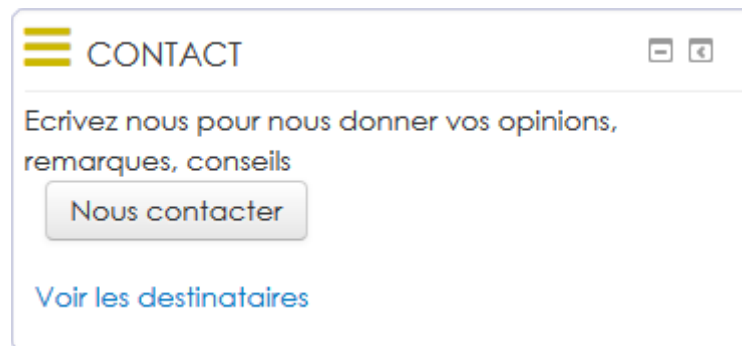 CONTACT
Ecrivez nous pour nous donner vos opinions,
remarques, conseils
Nous contacter
Voir les destinataires